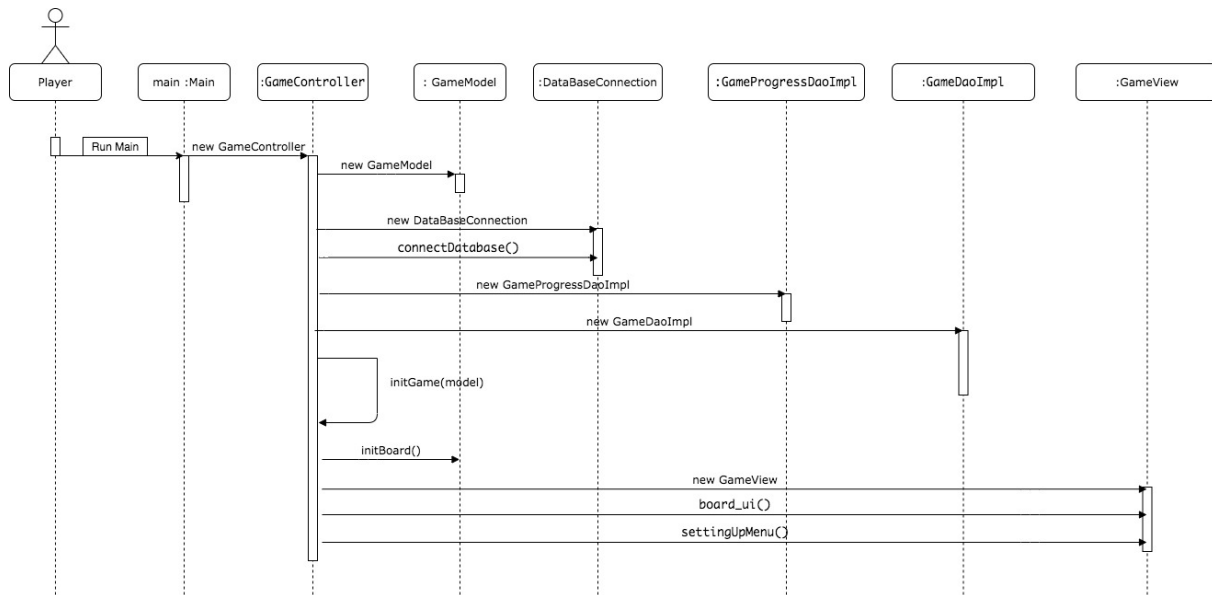 Player
main :Main
:GameController
: GameModel
:DataBaseConnection
:GameProgressDaoImpl
:GameDaoImpl
:GameView
Run Main
new GameController
new GameModel
new DataBaseConnection
connectDatabase()
new GameProgressDaoImpl
new GameDaoImpl
initGame(model)
initBoard()
new GameView
board_ui()
settingUpMenu()